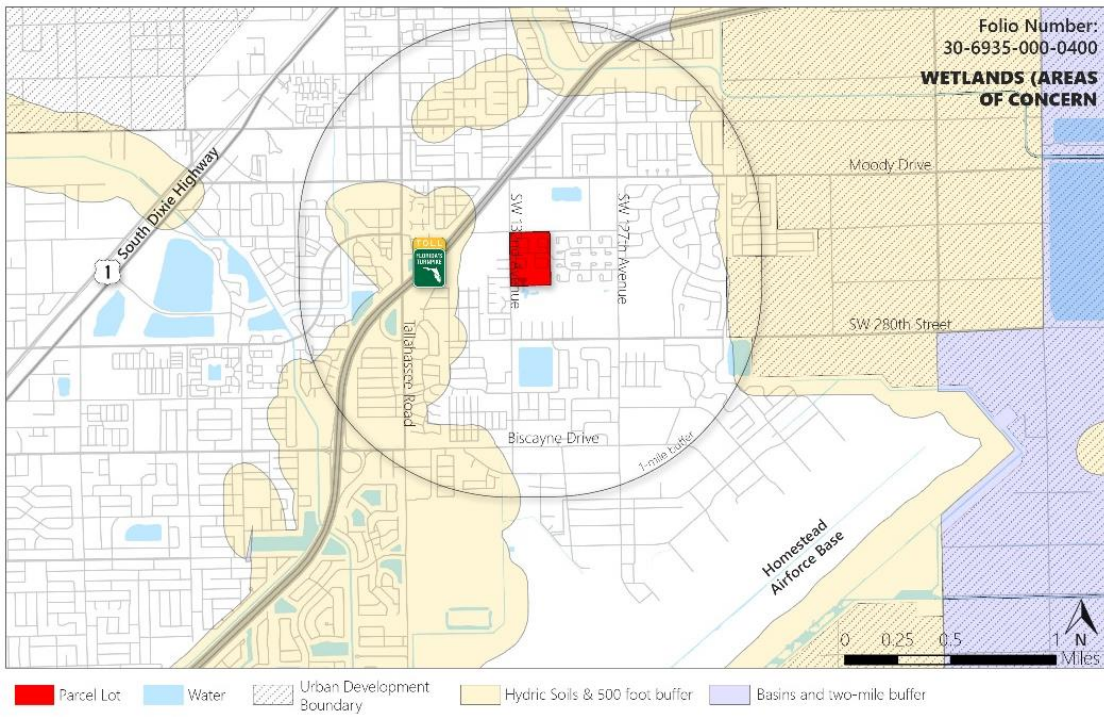 Folio Number:
30-6935-000-0400
WETLANDS (AREAS
OF CONCERN
Moody Drive
South Dixie Highway
1
SW 127th Avenue
TOLL
FLORIDA'S
TURNPIKE
SW 280th Street
Tallahassee Road
Biscayne Drive
1-mile buffer
Homestead
Airforce Base
0 0.25 0.5 1
N
Miles
Parcel Lot
Water
Urban Development
Boundary
Hydric Soils & 500 foot buffer
Basins and two-mile buffer